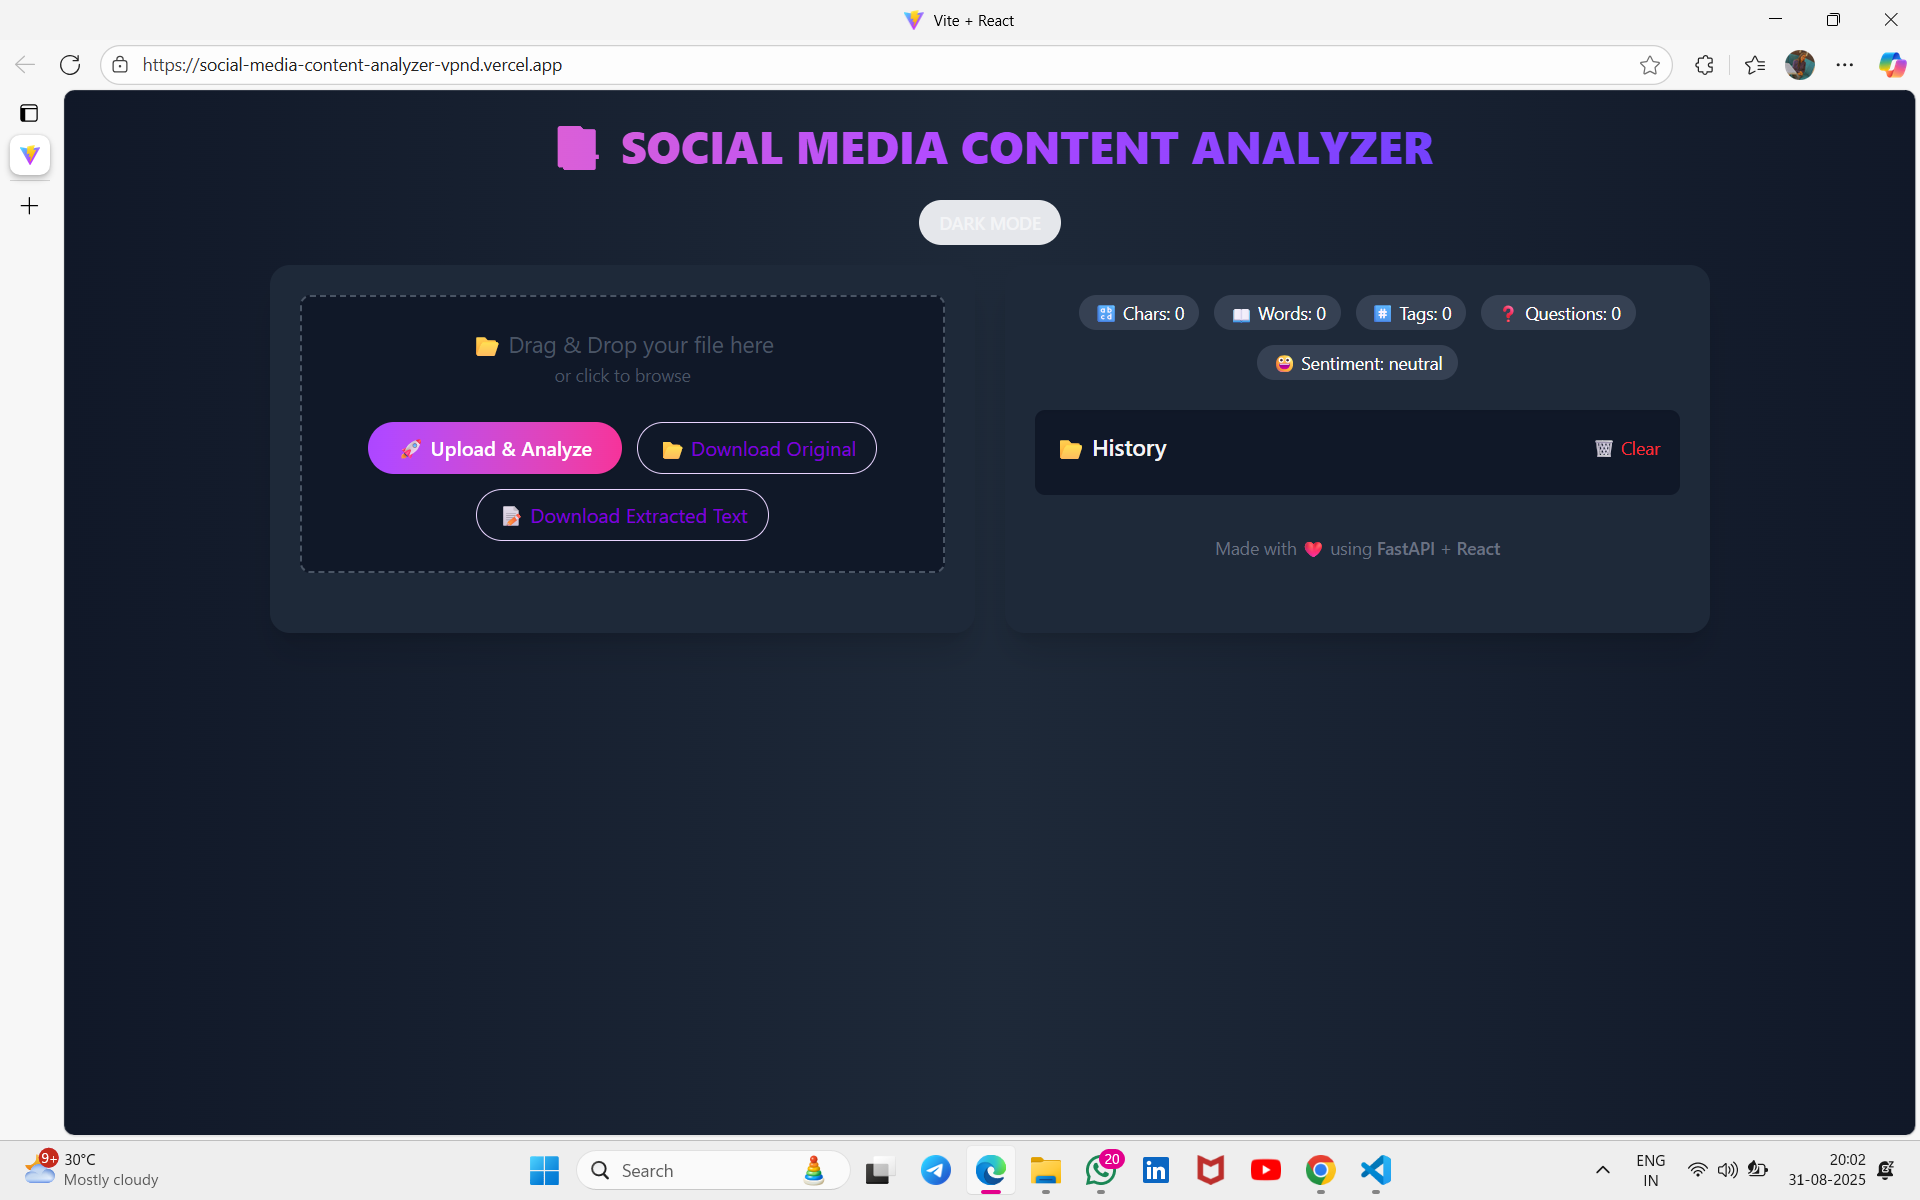 Vite + React
https://social-media-content-analyzer-vpnd.vercel.app
SOCIAL MEDIA CONTENT ANALYZER
DARK MODE
Drag & Drop your file here
or click to browse
Upload & Analyze
Download Original
Download Extracted Text
Chars: 0
Words: 0
Tags: 0
Questions: 0
Sentiment: neutral
History
Clear
Made with ❤️ using FastAPI + React
9+
30°C
Mostly cloudy
Search
20
ENG
IN
20:02
31-08-2025